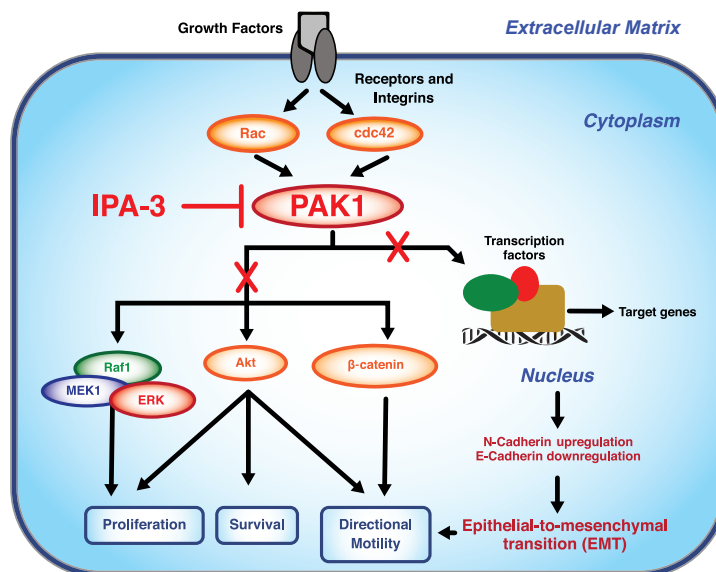 Growth Factors
Extracellular Matrix
Receptors and
Integrins
Cytoplasm
Rac
cdc42
IPA-3
PAK1
Transcription
factors
Target genes
Raf1
MEK1
ERK
Akt
β-catenin
Nucleus
N-Cadherin upregulation
E-Cadherin downregulation
Proliferation
Survival
Directional
Motility
Epithelial-to-mesenchymal
transition (EMT)